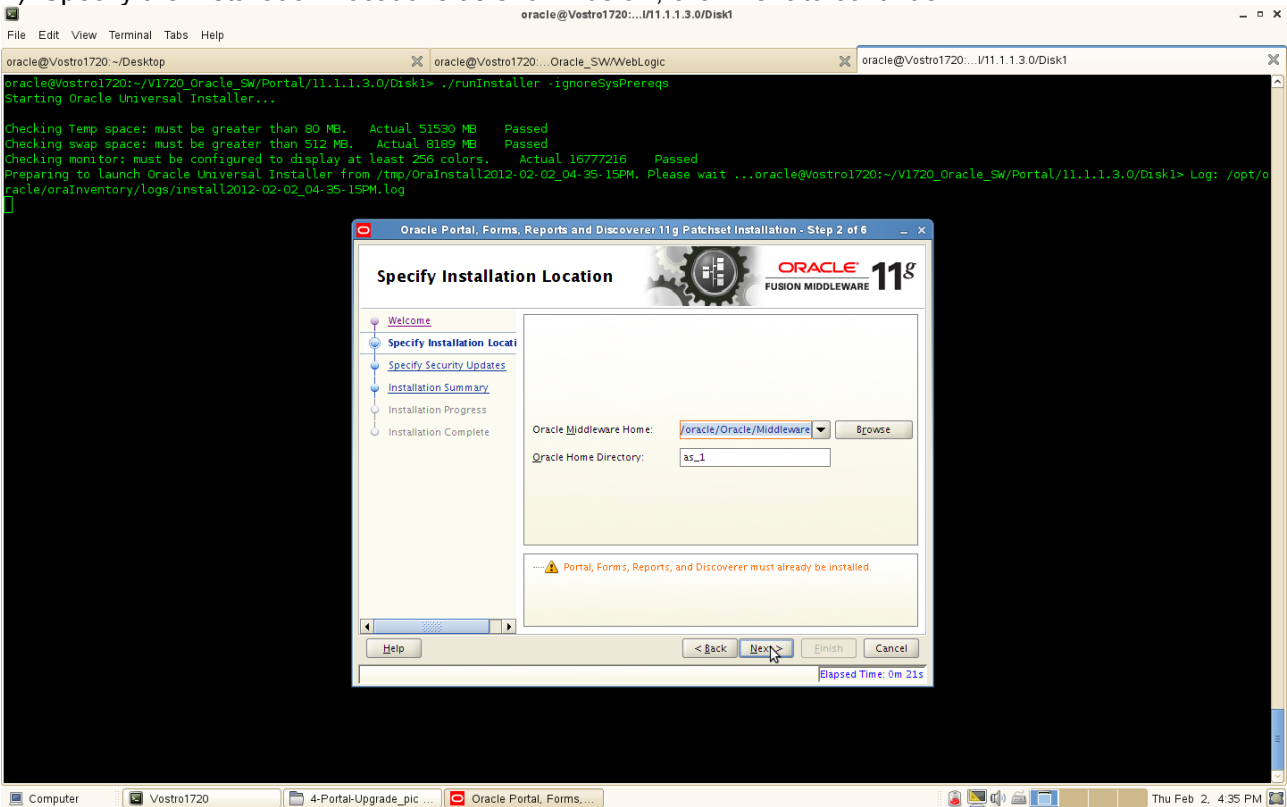 oracle@Vostro1720:...l/11.1.1.3.0/Disk1
File Edit View Terminal Tabs Help
oracle@Vostro1720:~/Desktop
oracle@Vostro1720:...Oracle_SW/WebLogic
oracle@Vostro1720:...l/11.1.1.3.0/Disk1
oracle@Vostro1720:~/V1720_Oracle_SW/Portal/11.1.1.3.0/Disk1> ./runInstaller -ignoreSysPrereqs
Starting Oracle Universal Installer...
Checking Temp space: must be greater than 80 MB.   Actual 51530 MB    Passed
Checking swap space: must be greater than 512 MB.   Actual 8189 MB    Passed
Checking monitor: must be configured to display at least 256 colors.    Actual 16777216    Passed
Preparing to launch Oracle Universal Installer from /tmp/OraInstall2012-02-02_04-35-15PM. Please wait ...oracle@Vostro1720:~/V1720_Oracle_SW/Portal/11.1.1.3.0/Disk1> Log: /opt/o
racle/oraInventory/logs/install2012-02-02_04-35-15PM.log
Oracle Portal, Forms, Reports and Discoverer 11g Patchset Installation - Step 2 of 6
Specify Installation Location
ORACLE
FUSION MIDDLEWARE
11g
Welcome
Specify Installation Locati
Specify Security Updates
Installation Summary
Installation Progress
Installation Complete
Oracle Middleware Home:
/oracle/Oracle/Middleware
Browse
Oracle Home Directory:
as_1
Portal, Forms, Reports, and Discoverer must already be installed.
Help
< Back
Next >
Finish
Cancel
Elapsed Time: 0m 21s
Computer
Vostro1720
4-Portal-Upgrade_pic ...
Oracle Portal, Forms,...
Thu Feb 2, 4:35 PM